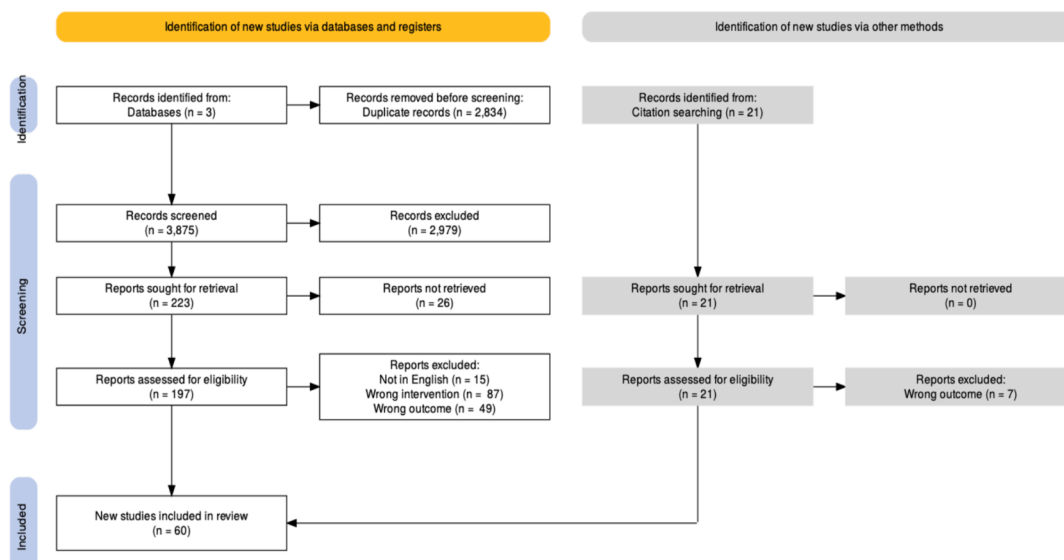 Identification of new studies via databases and registers
Identification of new studies via other methods
Identification
Records identified from:
Databases (n = 3)
Records removed before screening:
Duplicate records (n = 2,834)
Records identified from:
Citation searching (n = 21)
Screening
Records screened
(n = 3,875)
Records excluded
(n = 2,979)
Reports sought for retrieval
(n = 223)
Reports not retrieved
(n = 26)
Reports sought for retrieval
(n = 21)
Reports not retrieved
(n = 0)
Reports assessed for eligibility
(n = 197)
Reports excluded:
Not in English (n = 15)
Wrong intervention (n = 87)
Wrong outcome (n = 49)
Reports assessed for eligibility
(n = 21)
Reports excluded:
Wrong outcome (n = 7)
Included
New studies included in review
(n = 60)